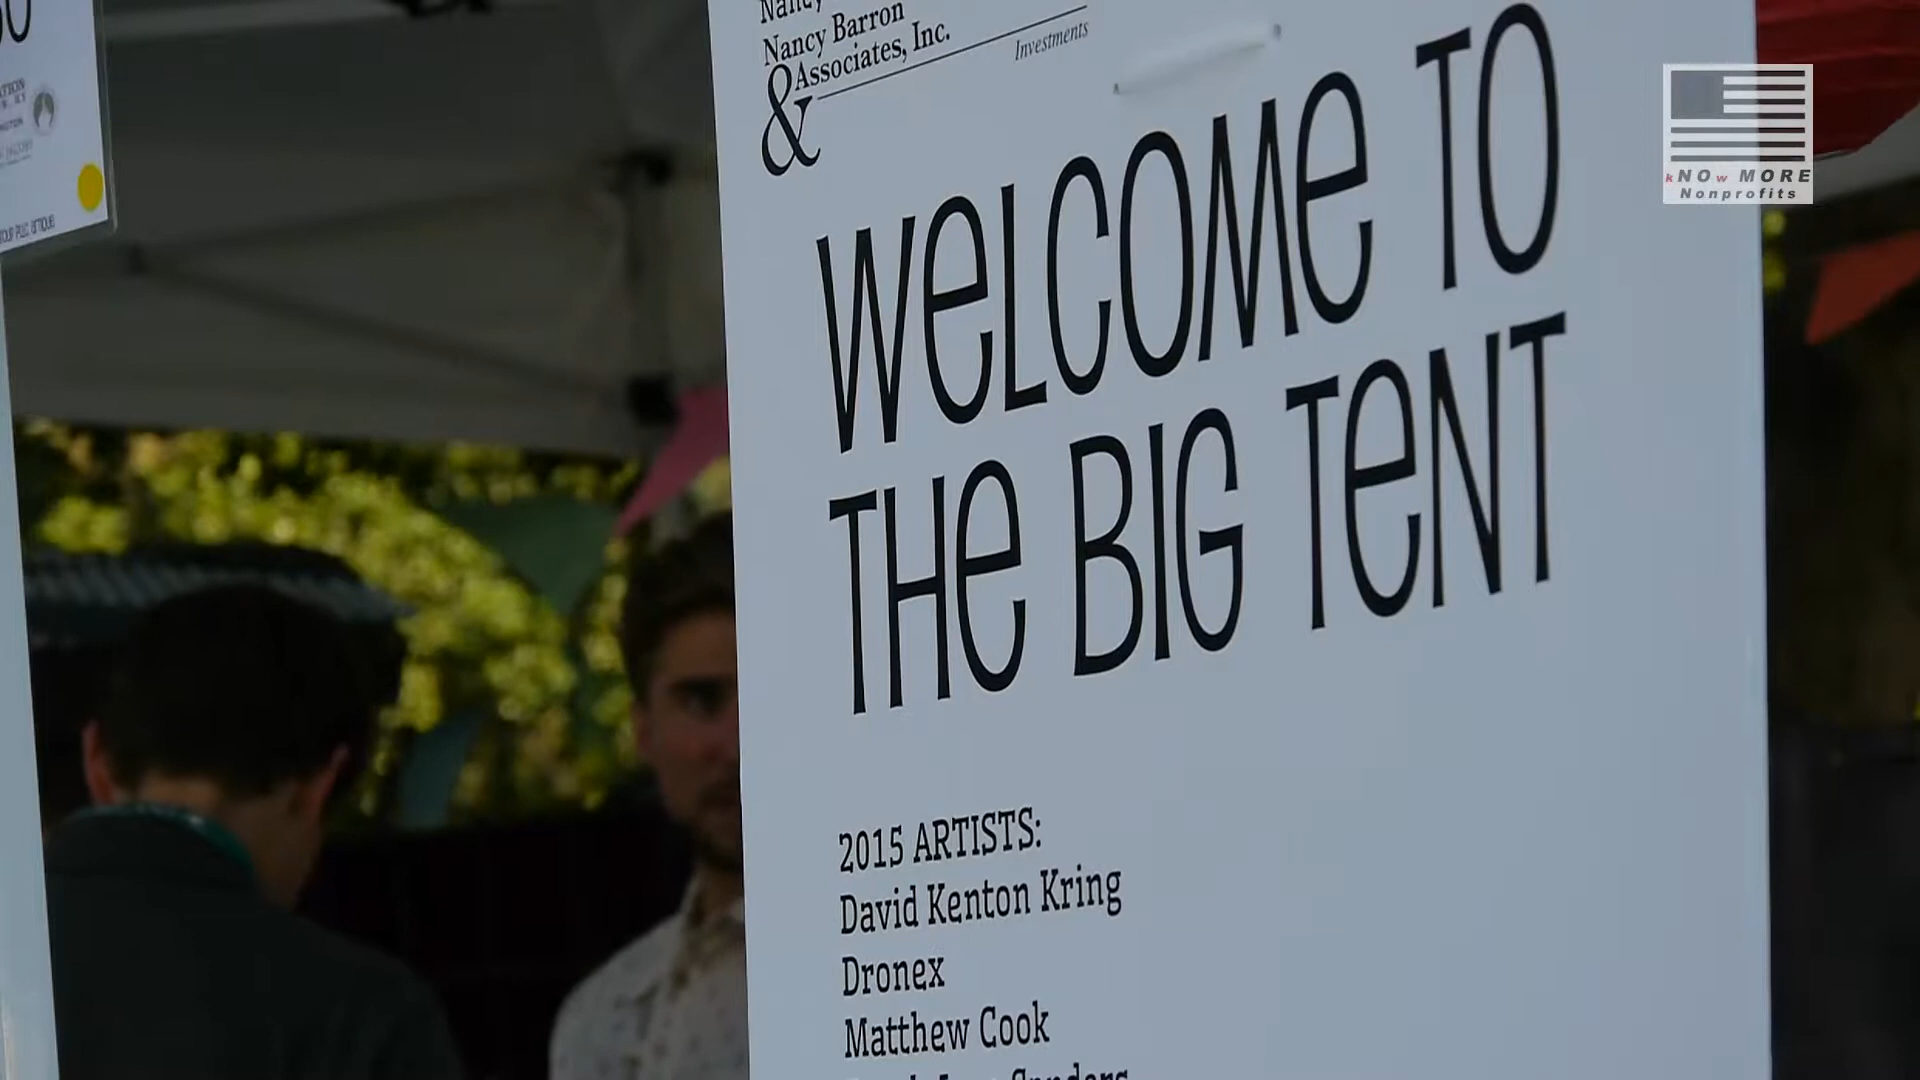 Nancy
Nancy Barron
& Associates, Inc.
Investments
WELCOME TO
THE BIG TENT
2015 ARTISTS:
David Kenton Kring
Dronex
Matthew Cook
kNOw MORE
Nonprofits